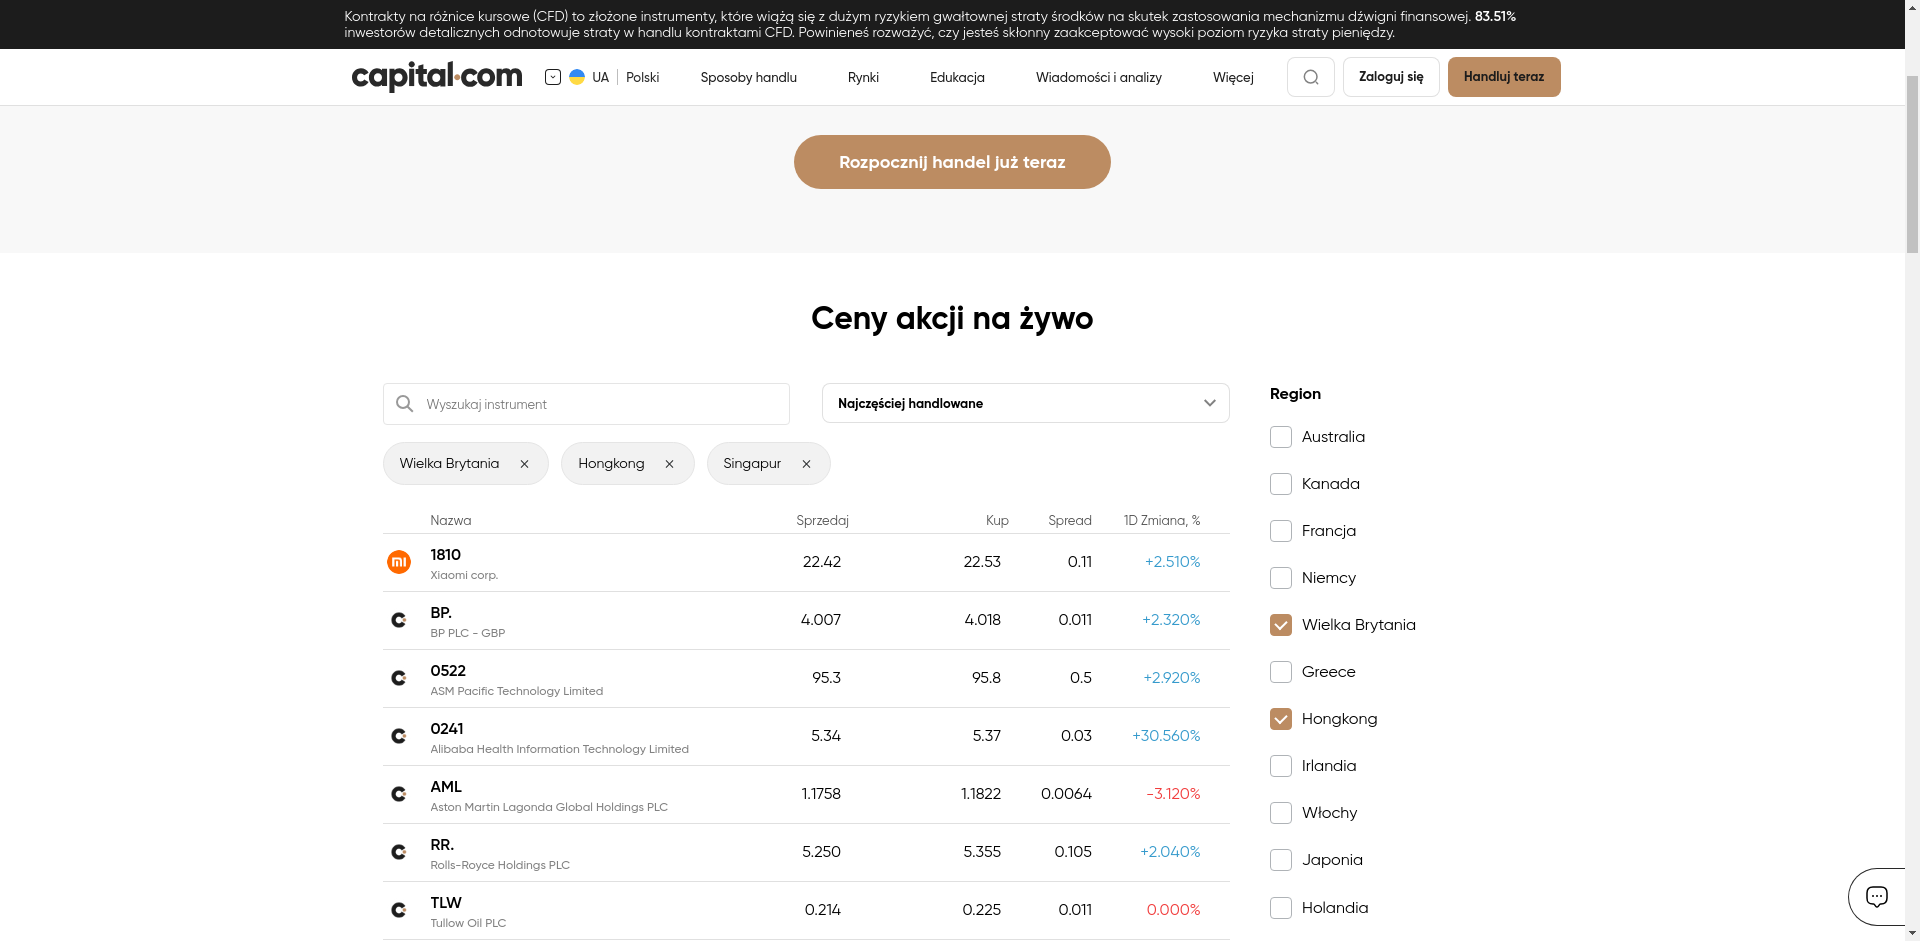 Kontrakty na różnice kursowe (CFD) to złożone instrumenty, które wiążą się z dużym ryzykiem gwałtownej straty środków na skutek zastosowania mechanizmu dźwigni finansowej. 83.51%
inwestorów detalicznych odnotowuje straty w handlu kontraktami CFD. Powinieneś rozważyć, czy jesteś skłonny zaakceptować wysoki poziom ryzyka straty pieniędzy.
capital.com UA Polski Sposoby handlu Rynki Edukacja Wiadomości i analizy Więcej Zaloguj się Handluj teraz
Rozpocznij handel już teraz
Ceny akcji na żywo
Wyszukaj instrument Najczęściej handlowane
Wielka Brytania Hongkong Singapur
Nazwa Sprzedaj Kup Spread 1D Zmiana, %
1810 22.42 22.53 0.11 +2.510%
Xiaomi corp.
BP. 4.007 4.018 0.011 +2.320%
BP PLC - GBP
0522 95.3 95.8 0.5 +2.920%
ASM Pacific Technology Limited
0241 5.34 5.37 0.03 +30.560%
Alibaba Health Information Technology Limited
AML 1.1758 1.1822 0.0064 -3.120%
Aston Martin Lagonda Global Holdings PLC
RR. 5.250 5.355 0.105 +2.040%
Rolls-Royce Holdings PLC
TLW 0.214 0.225 0.011 0.000%
Tullow Oil PLC
Region
Australia
Kanada
Francja
Niemcy
Wielka Brytania
Greece
Hongkong
Irlandia
Włochy
Japonia
Holandia